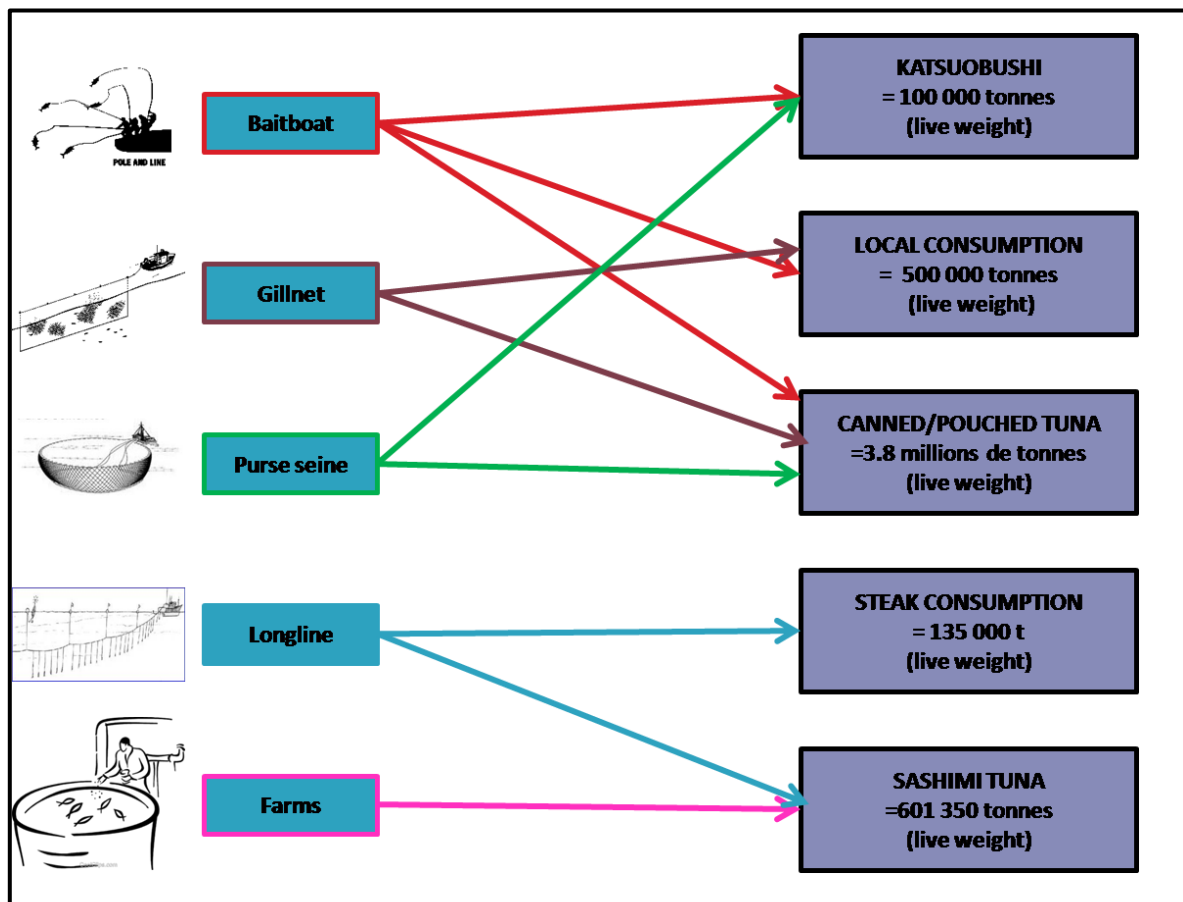 POLE AND LINE
Baitboat
KATSUOBUSHI
= 100 000 tonnes
(live weight)
Gillnet
LOCAL CONSUMPTION
= 500 000 tonnes
(live weight)
Purse seine
CANNED/POUCHED TUNA
=3.8 millions de tonnes
(live weight)
Longline
STEAK CONSUMPTION
= 135 000 t
(live weight)
Farms
SASHIMI TUNA
=601 350 tonnes
(live weight)